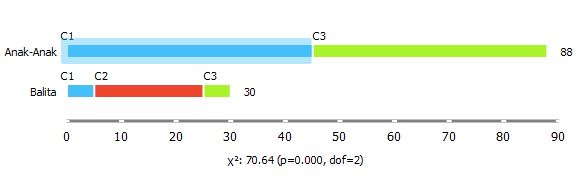 C1 C3
Anak-Anak 88
C1 C2 C3
Balita 30
0 10 20 30 40 50 60 70 80 90
χ²: 70.64 (p=0.000, dof=2)